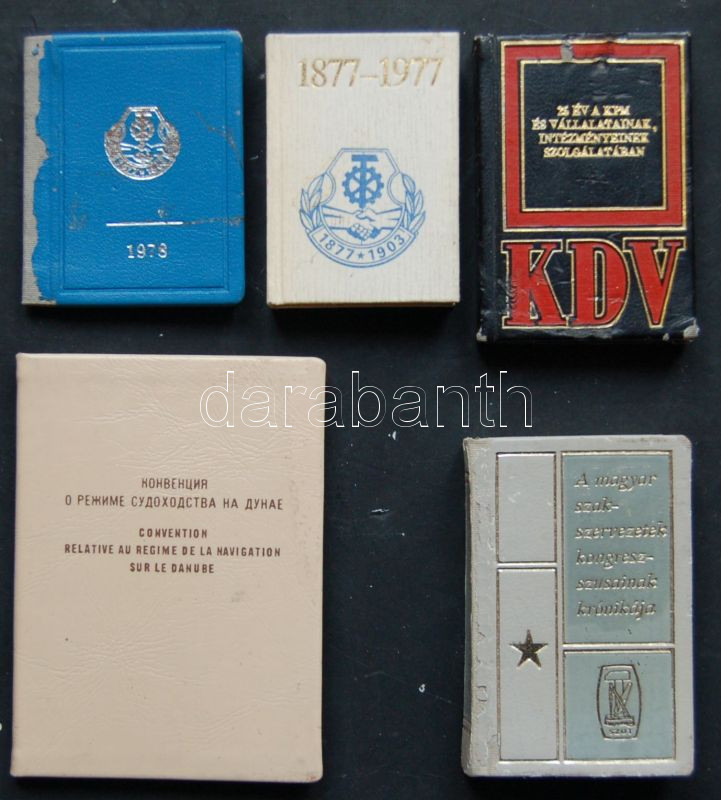 1978
1877-1977
1877★1903
25 ÉV A KPM
ÉS VÁLLALATAINAK,
INTÉZMÉNYEINEK
SZOLGÁLATÁBAN
KDV
darabanth
КОНВЕНЦИЯ
О РЕЖИМЕ СУДОХОДСТВА НА ДУНАЕ
CONVENTION
RELATIVE AU REGIME DE LA NAVIGATION
SUR LE DANUBE
A magyar
szak-
szervezetek
kongresz-
szusainak
krónikája
SZOT